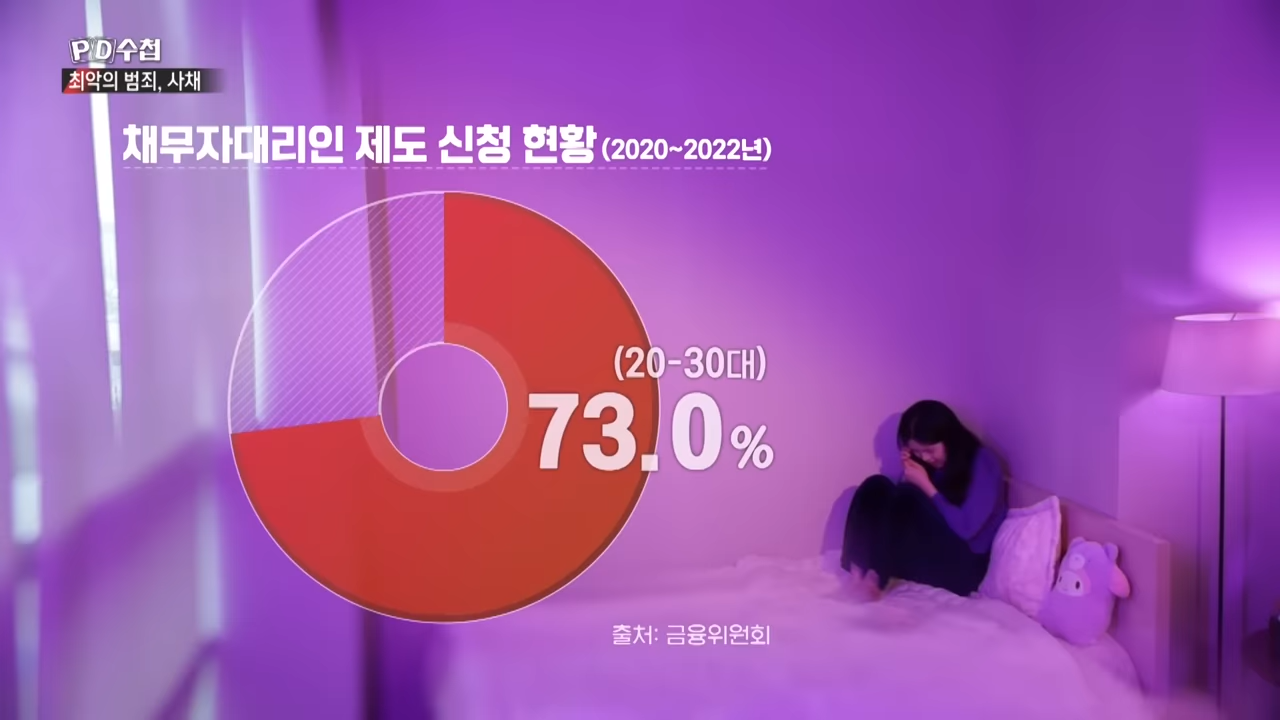 PD수첩
최악의 범죄, 사채
채무자대리인 제도 신청 현황 (2020~2022년)
(20-30대)
73.0%
출처: 금융위원회